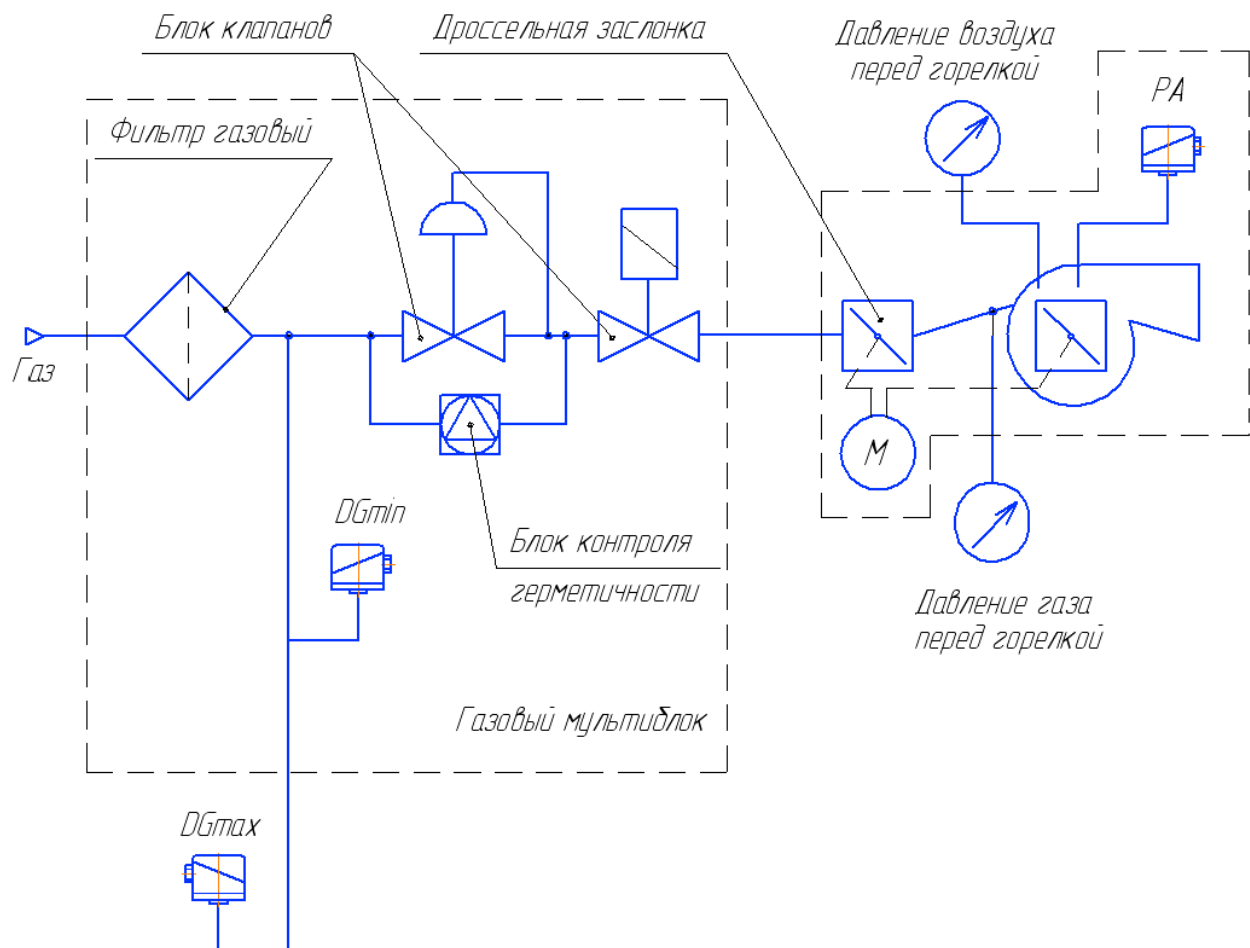 Блок клапанов
Дроссельная заслонка
Давление воздуха
перед горелкой
PA
Фильтр газовый
Газ
M
DGmin
Блок контроля
герметичности
Давление газа
перед горелкой
Газовый мультиблок
DGmax